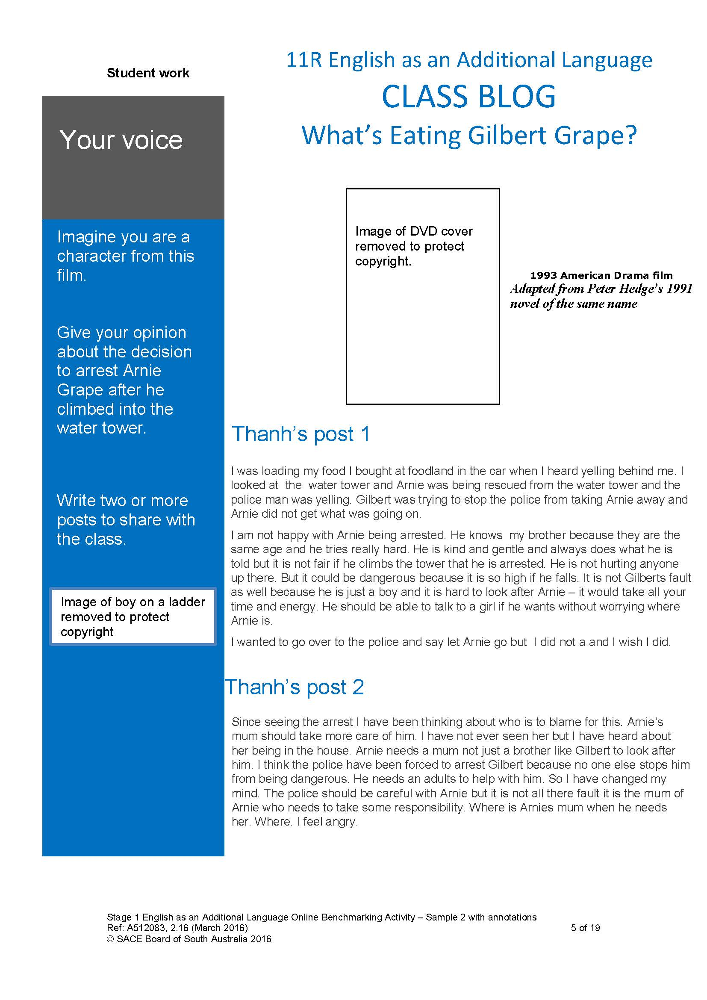 Student work
11R English as an Additional Language
CLASS BLOG
What's Eating Gilbert Grape?
Your voice
Imagine you are a
character from this
film.
Give your opinion
about the decision
to arrest Arnie
Grape after he
climbed into the
water tower.
Write two or more
posts to share with
the class.
Image of boy on a ladder
removed to protect
copyright
Image of DVD cover
removed to protect
copyright.
1993 American Drama film
Adapted from Peter Hedge's 1991
novel of the same name
Thanh's post 1
I was loading my food I bought at foodland in the car when I heard yelling behind me. I
looked at  the  water tower and Arnie was being rescued from the water tower and the
police man was yelling. Gilbert was trying to stop the police from taking Arnie away and
Arnie did not get what was going on.
I am not happy with Arnie being arrested. He knows  my brother because they are the
same age and he tries really hard. He is kind and gentle and always does what he is
told but it is not fair if he climbs the tower that he is arrested. He is not hurting anyone
up there. But it could be dangerous because it is so high if he falls. It is not Gilberts fault
as well because he is just a boy and it is hard to look after Arnie – it would take all your
time and energy. He should be able to talk to a girl if he wants without worrying where
Arnie is.
I wanted to go over to the police and say let Arnie go but  I did not a and I wish I did.
Thanh's post 2
Since seeing the arrest I have been thinking about who is to blame for this. Arnie's
mum should take more care of him. I have not ever seen her but I have heard about
her being in the house. Arnie needs a mum not just a brother like Gilbert to look after
him. I think the police have been forced to arrest Gilbert because no one else stops him
from being dangerous. He needs an adults to help with him. So I have changed my
mind. The police should be careful with Arnie but it is not all there fault it is the mum of
Arnie who needs to take some responsibility. Where is Arnies mum when he needs
her. Where. I feel angry.
Stage 1 English as an Additional Language Online Benchmarking Activity – Sample 2 with annotations
Ref: A512083, 2.16 (March 2016)
5 of 19
© SACE Board of South Australia 2016